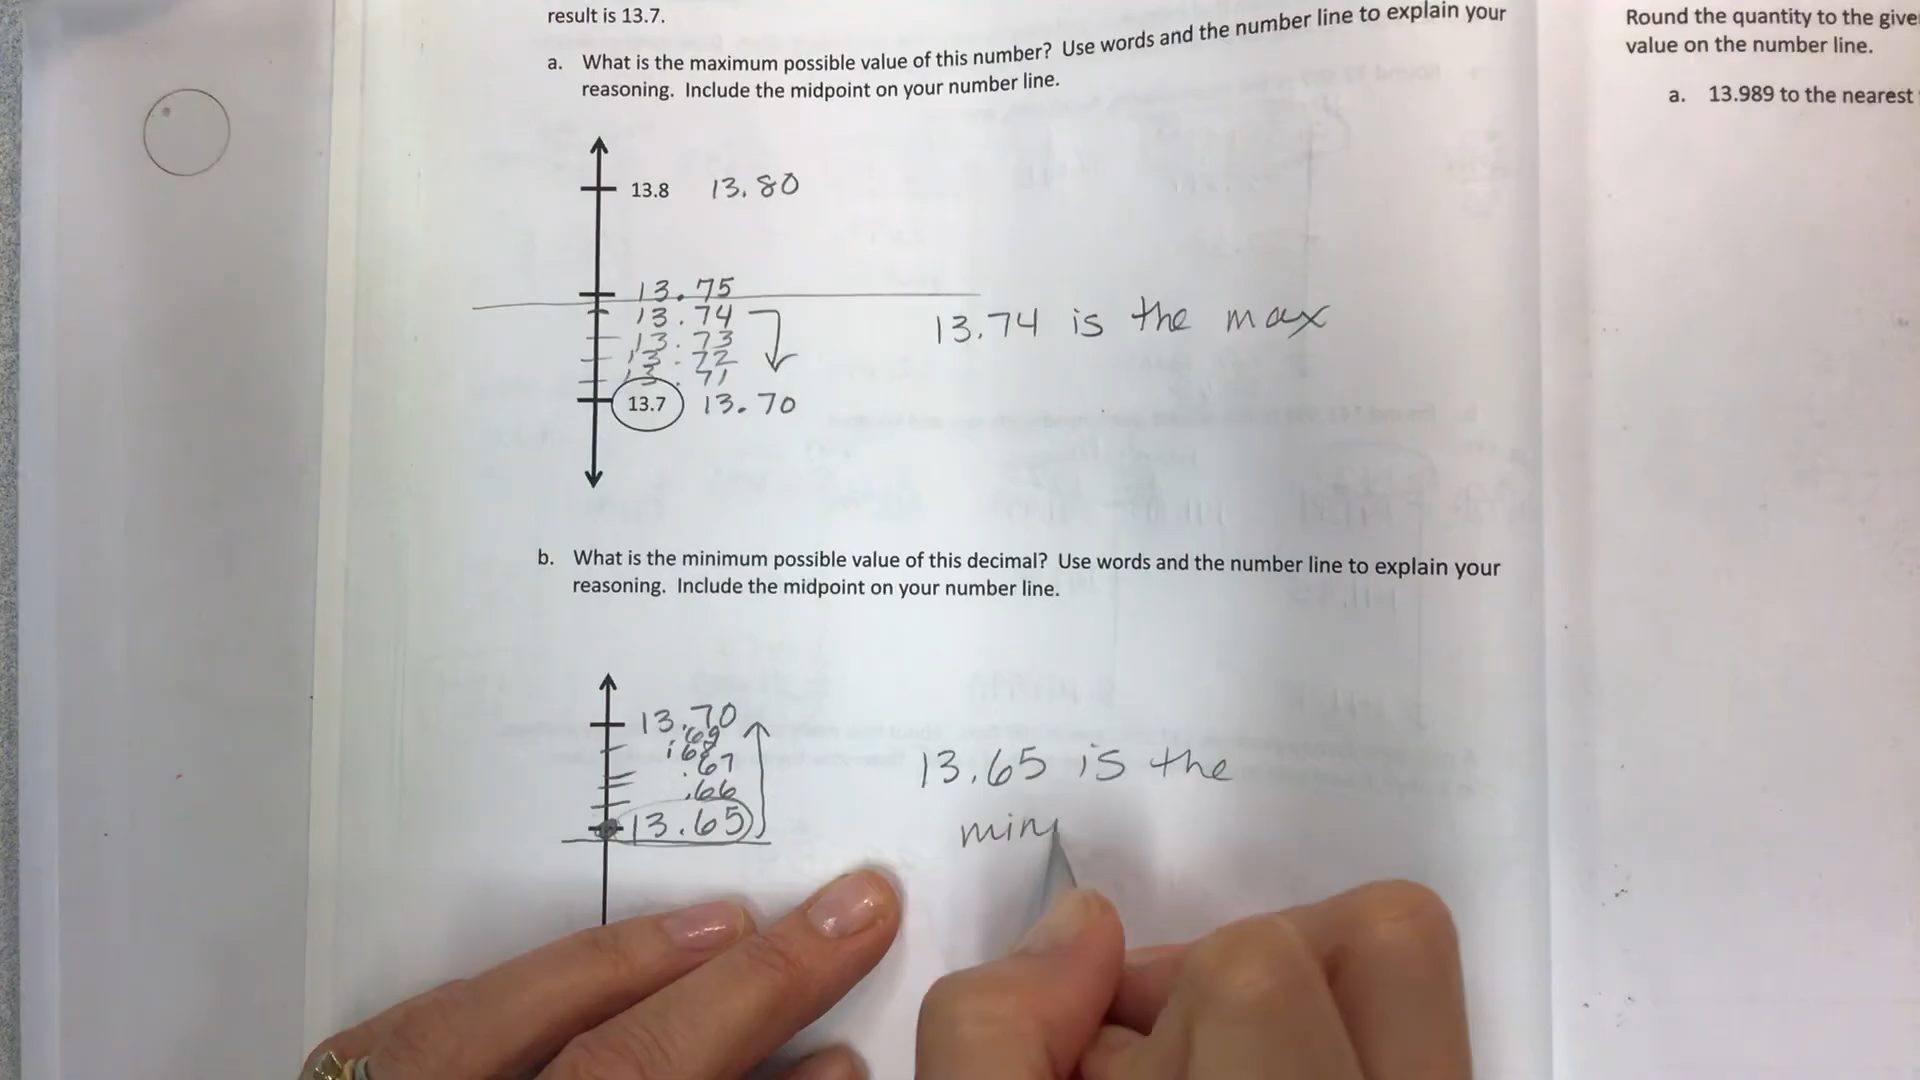 result is 13.7.
a. What is the maximum possible value of this number? Use words and the number line to explain your
reasoning. Include the midpoint on your number line.
13.8 13.80
13.75
13.74
13.73
13.72
13.71
13.7 13.70
13.74 is the max
b. What is the minimum possible value of this decimal? Use words and the number line to explain your
reasoning. Include the midpoint on your number line.
13.70
.69
.68
.67
.66
13.65
13.65 is the
min
Round the quantity to the give
value on the number line.
a. 13.989 to the nearest